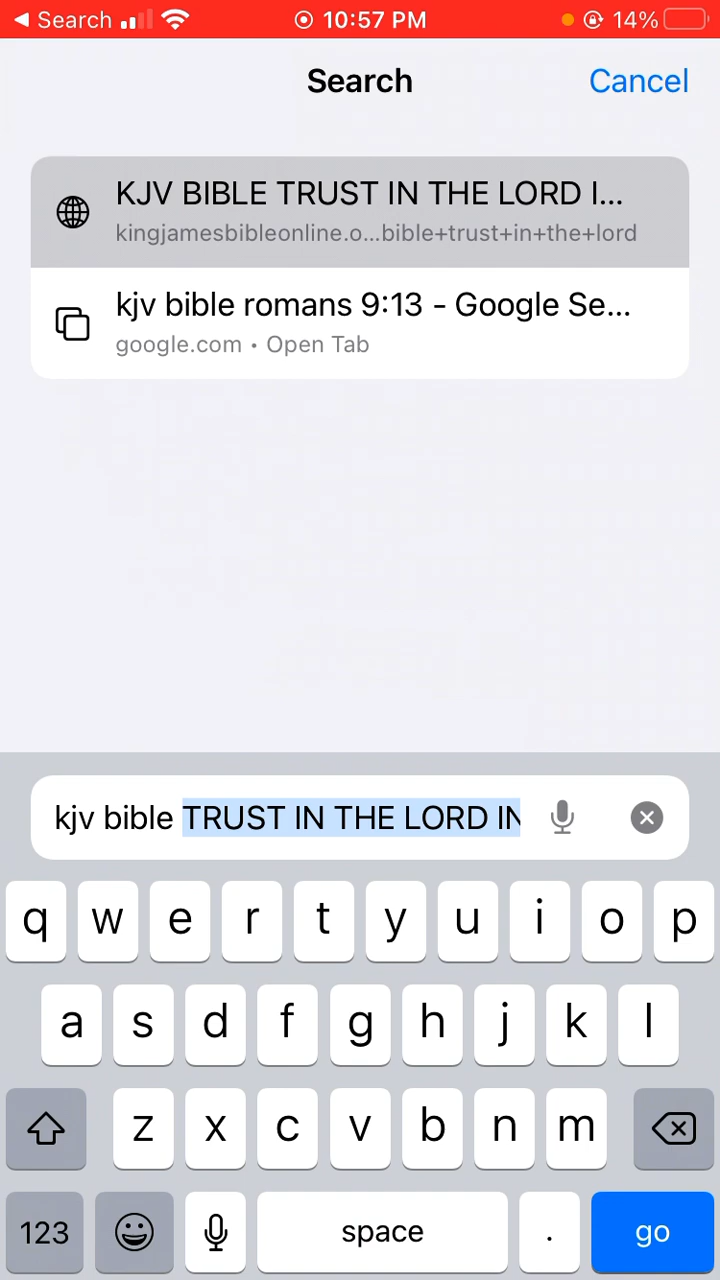 Search 10:57 PM 14%
Search Cancel
KJV BIBLE TRUST IN THE LORD I...
kingjamesbibleonline.o...bible+trust+in+the+lord
kjv bible romans 9:13 - Google Se...
google.com • Open Tab
kjv bible TRUST IN THE LORD IN
q w e r t y u i o p
a s d f g h j k l
z x c v b n m
123 space . go